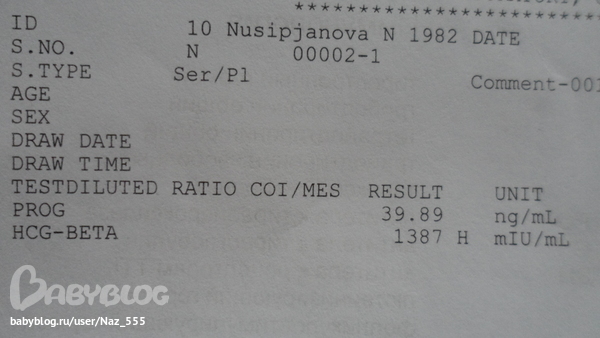 ************************
ID 10 Nusipjanova N 1982 DATE
S.NO. N 00002-1
S.TYPE Ser/Pl Comment-001
AGE
SEX
DRAW DATE
DRAW TIME
TESTDILUTED RATIO COI/MES RESULT UNIT
PROG 39.89 ng/mL
HCG-BETA 1387 H mIU/mL
BABYBLOG
babyblog.ru/user/Naz_555